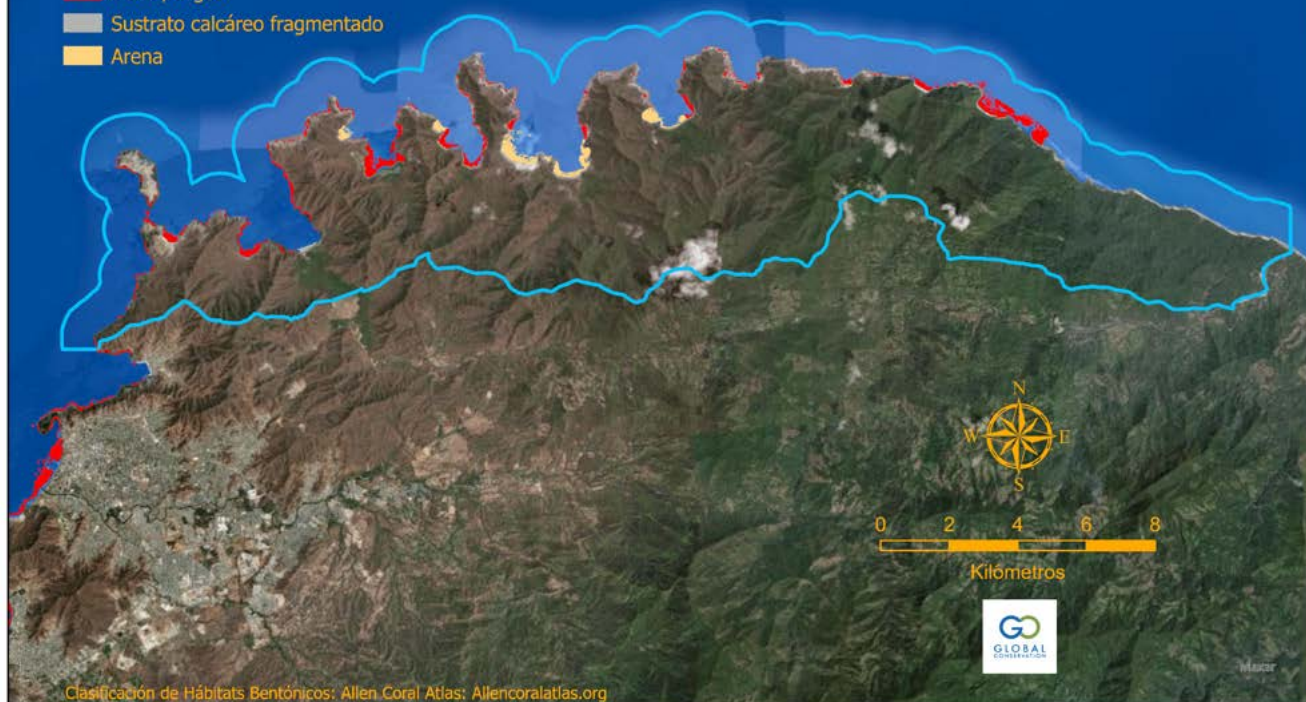 Sustrato calcáreo fragmentado
Arena
N
W E
S
0 2 4 6 8
Kilómetros
GO
GLOBAL
CONSERVATION
Maxar
Clasificación de Hábitats Bentónicos: Allen Coral Atlas: Allencoralatlas.org